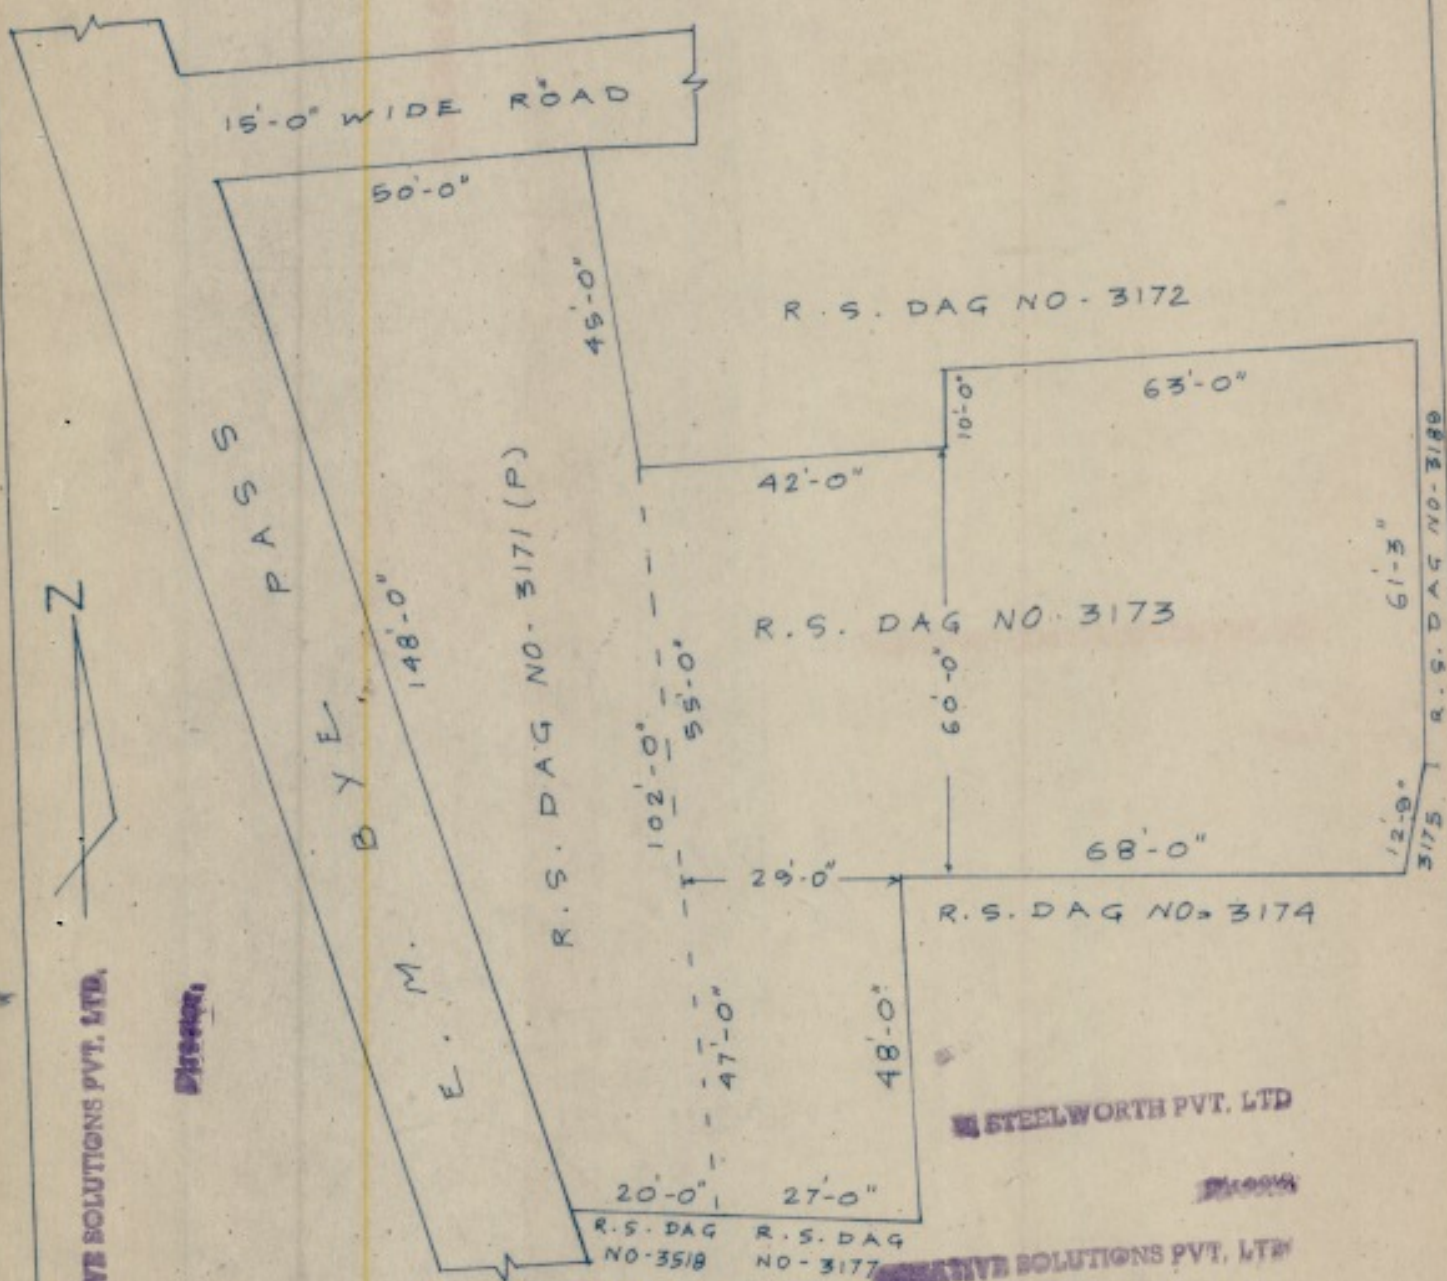 15'-0" WIDE ROAD
50'-0"
45'-0"
R.S. DAG NO- 3172
63'-0"
10'-0"
42'-0"
PASS
BYE
E.M.
148'-0"
R.S. DAG NO- 3171 (P)
R.S. DAG NO. 3173
61'-3"
R.S. DAG NO-3189
102'-0"
55'-0"
60'-0"
68'-0"
3175
29'-0"
R.S. DAG NO= 3174
47'-0"
48'-0"
20'-0"
27'-0"
R.S. DAG
NO-3518
R.S. DAG
NO-3177
N
SOLUTIONS PVT. LTD.
STEELWORTH PVT. LTD
SOLUTIONS PVT. LTD